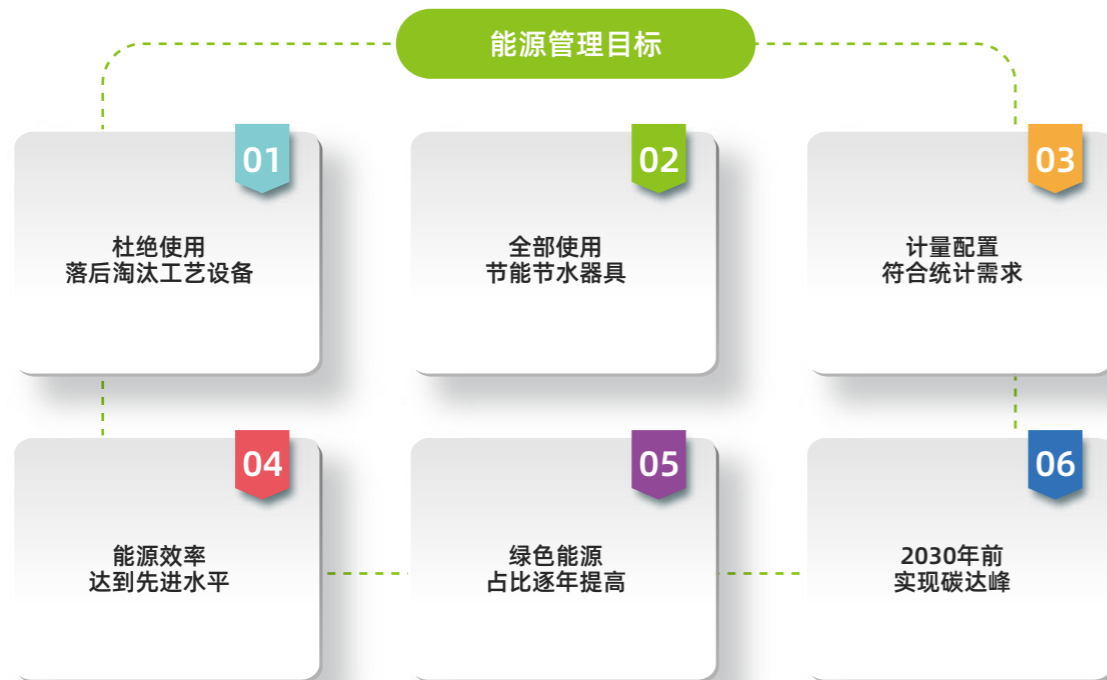 能源管理目标
01
杜绝使用
落后淘汰工艺设备
02
全部使用
节能节水器具
03
计量配置
符合统计需求
04
能源效率
达到先进水平
05
绿色能源
占比逐年提高
06
2030年前
实现碳达峰